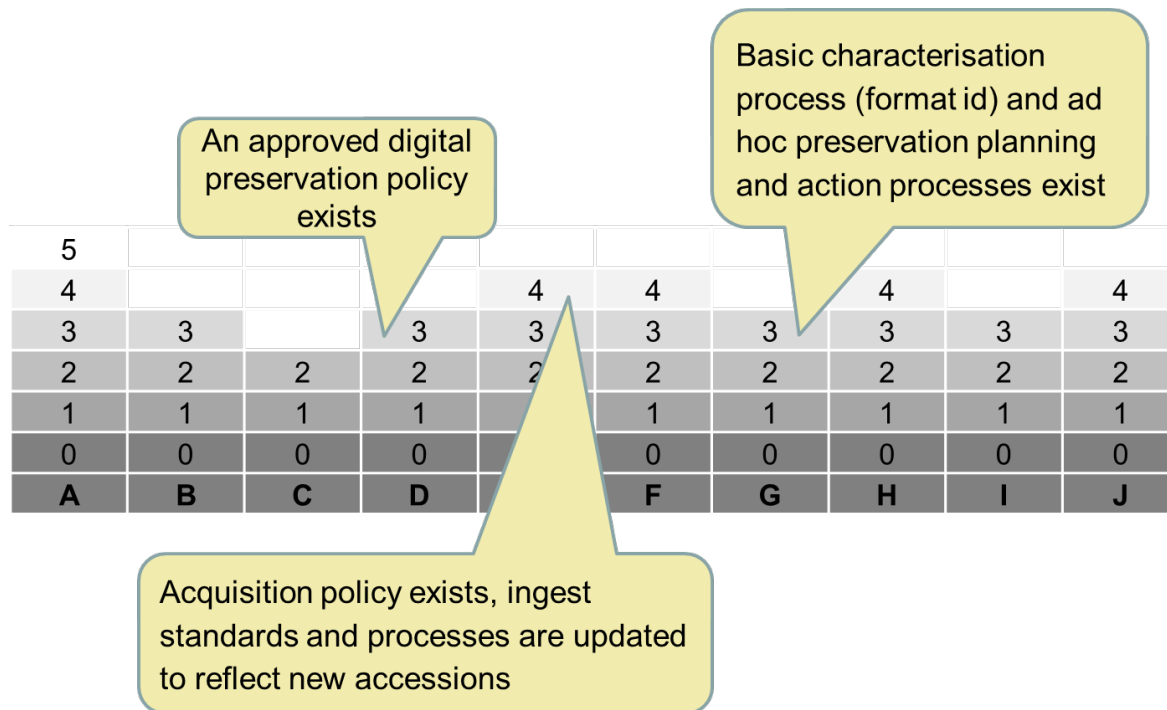 Basic characterisation
process (format id) and ad
hoc preservation planning
and action processes exist
An approved digital
preservation policy
exists
5
4 4 4 4 4
3 3 3 3 3 3 3 3 3
2 2 2 2 2 2 2 2 2 2
1 1 1 1 1 1 1 1 1
0 0 0 0 0 0 0 0 0
A B C D F G H I J
Acquisition policy exists, ingest
standards and processes are updated
to reflect new accessions